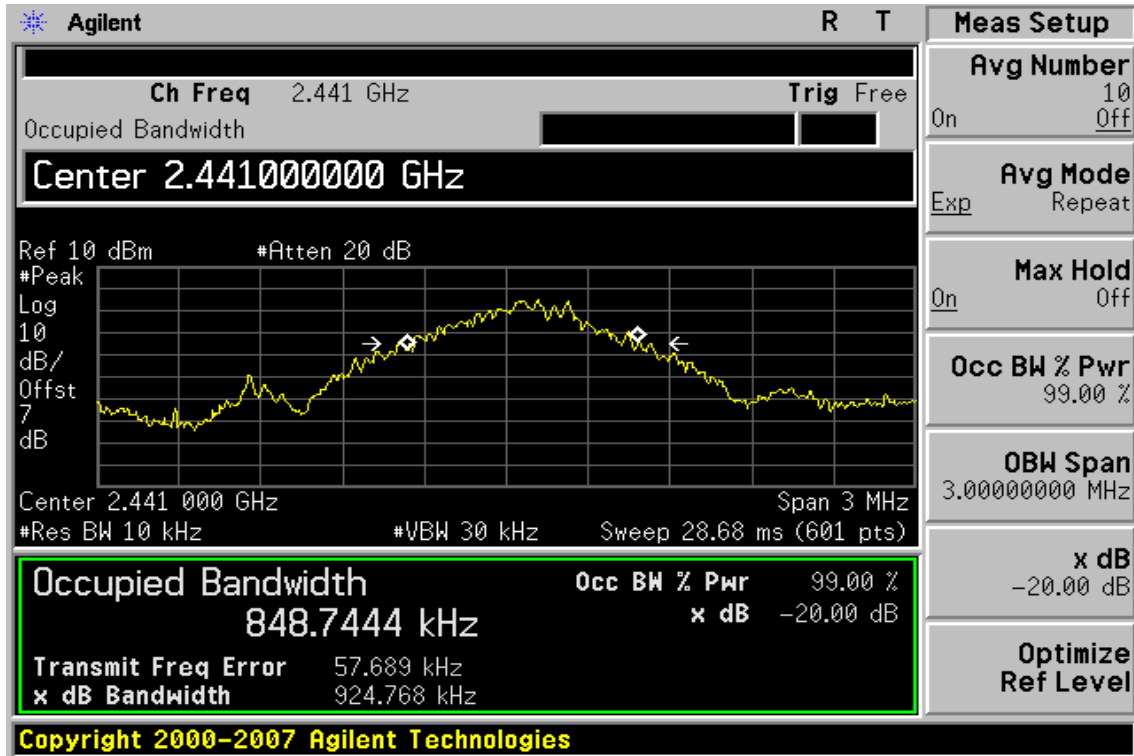 Agilent R T
Ch Freq 2.441 GHz Trig Free
Occupied Bandwidth
Center 2.441000000 GHz
Ref 10 dBm #Atten 20 dB
#Peak
Log
10
dB/
Offst
7
dB
Center 2.441 000 GHz Span 3 MHz
#Res BW 10 kHz #VBW 30 kHz Sweep 28.68 ms (601 pts)
Occupied Bandwidth Occ BW % Pwr 99.00 %
848.7444 kHz x dB -20.00 dB
Transmit Freq Error 57.689 kHz
x dB Bandwidth 924.768 kHz
Meas Setup
Avg Number
10
On Off
Avg Mode
Exp Repeat
Max Hold
On Off
Occ BW % Pwr
99.00 %
OBW Span
3.00000000 MHz
x dB
-20.00 dB
Optimize
Ref Level
Copyright 2000-2007 Agilent Technologies